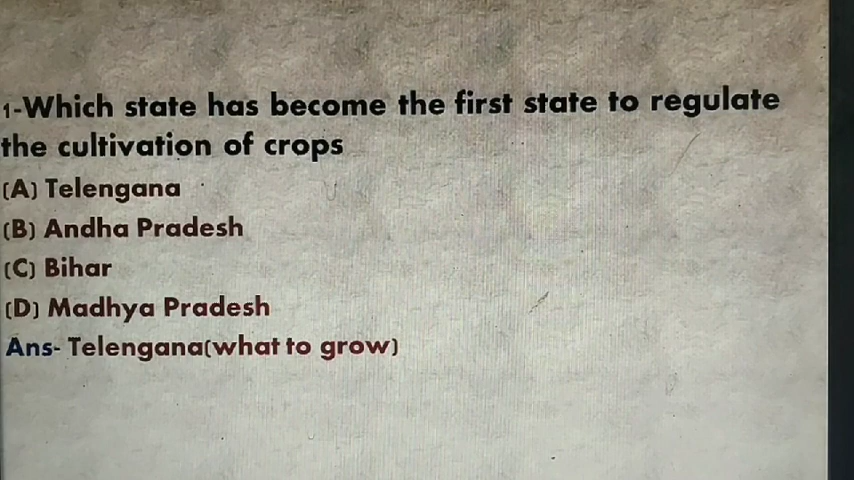 1-Which state has become the first state to regulate
the cultivation of crops
(A) Telengana
(B) Andha Pradesh
(C) Bihar
(D) Madhya Pradesh
Ans- Telengana(what to grow)